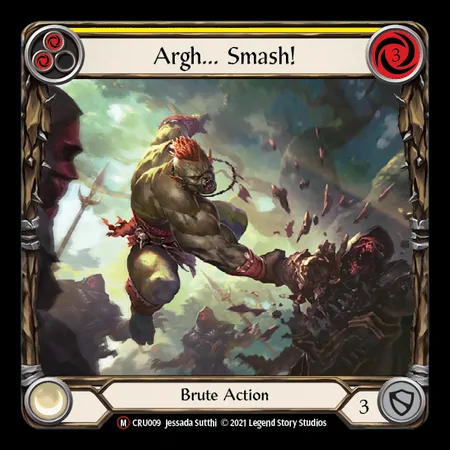 Argh... Smash!
3
Brute Action
3
M CRU009 Jessada Sutthi © 2021 Legend Story Studios